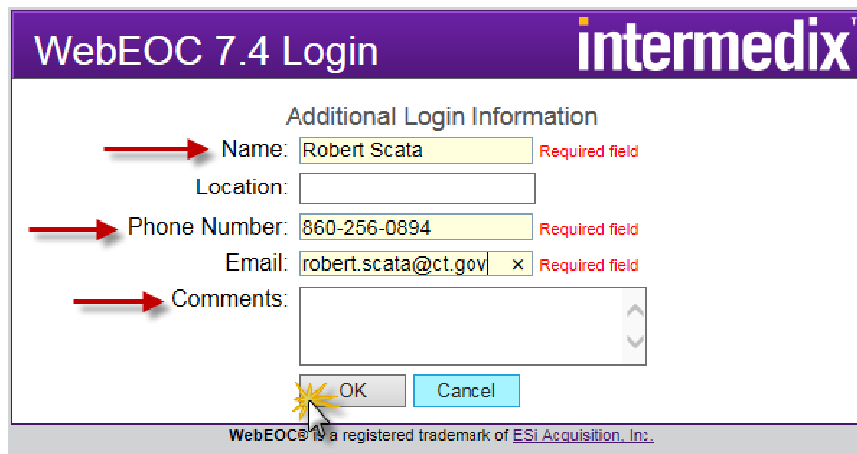 WebEOC 7.4 Login
intermedix
Additional Login Information
Name: Robert Scata Required field
Location:
Phone Number: 860-256-0894 Required field
Email: robert.scata@ct.gov × Required field
Comments:
OK Cancel
WebEOC® is a registered trademark of ESi Acquisition, Inc.